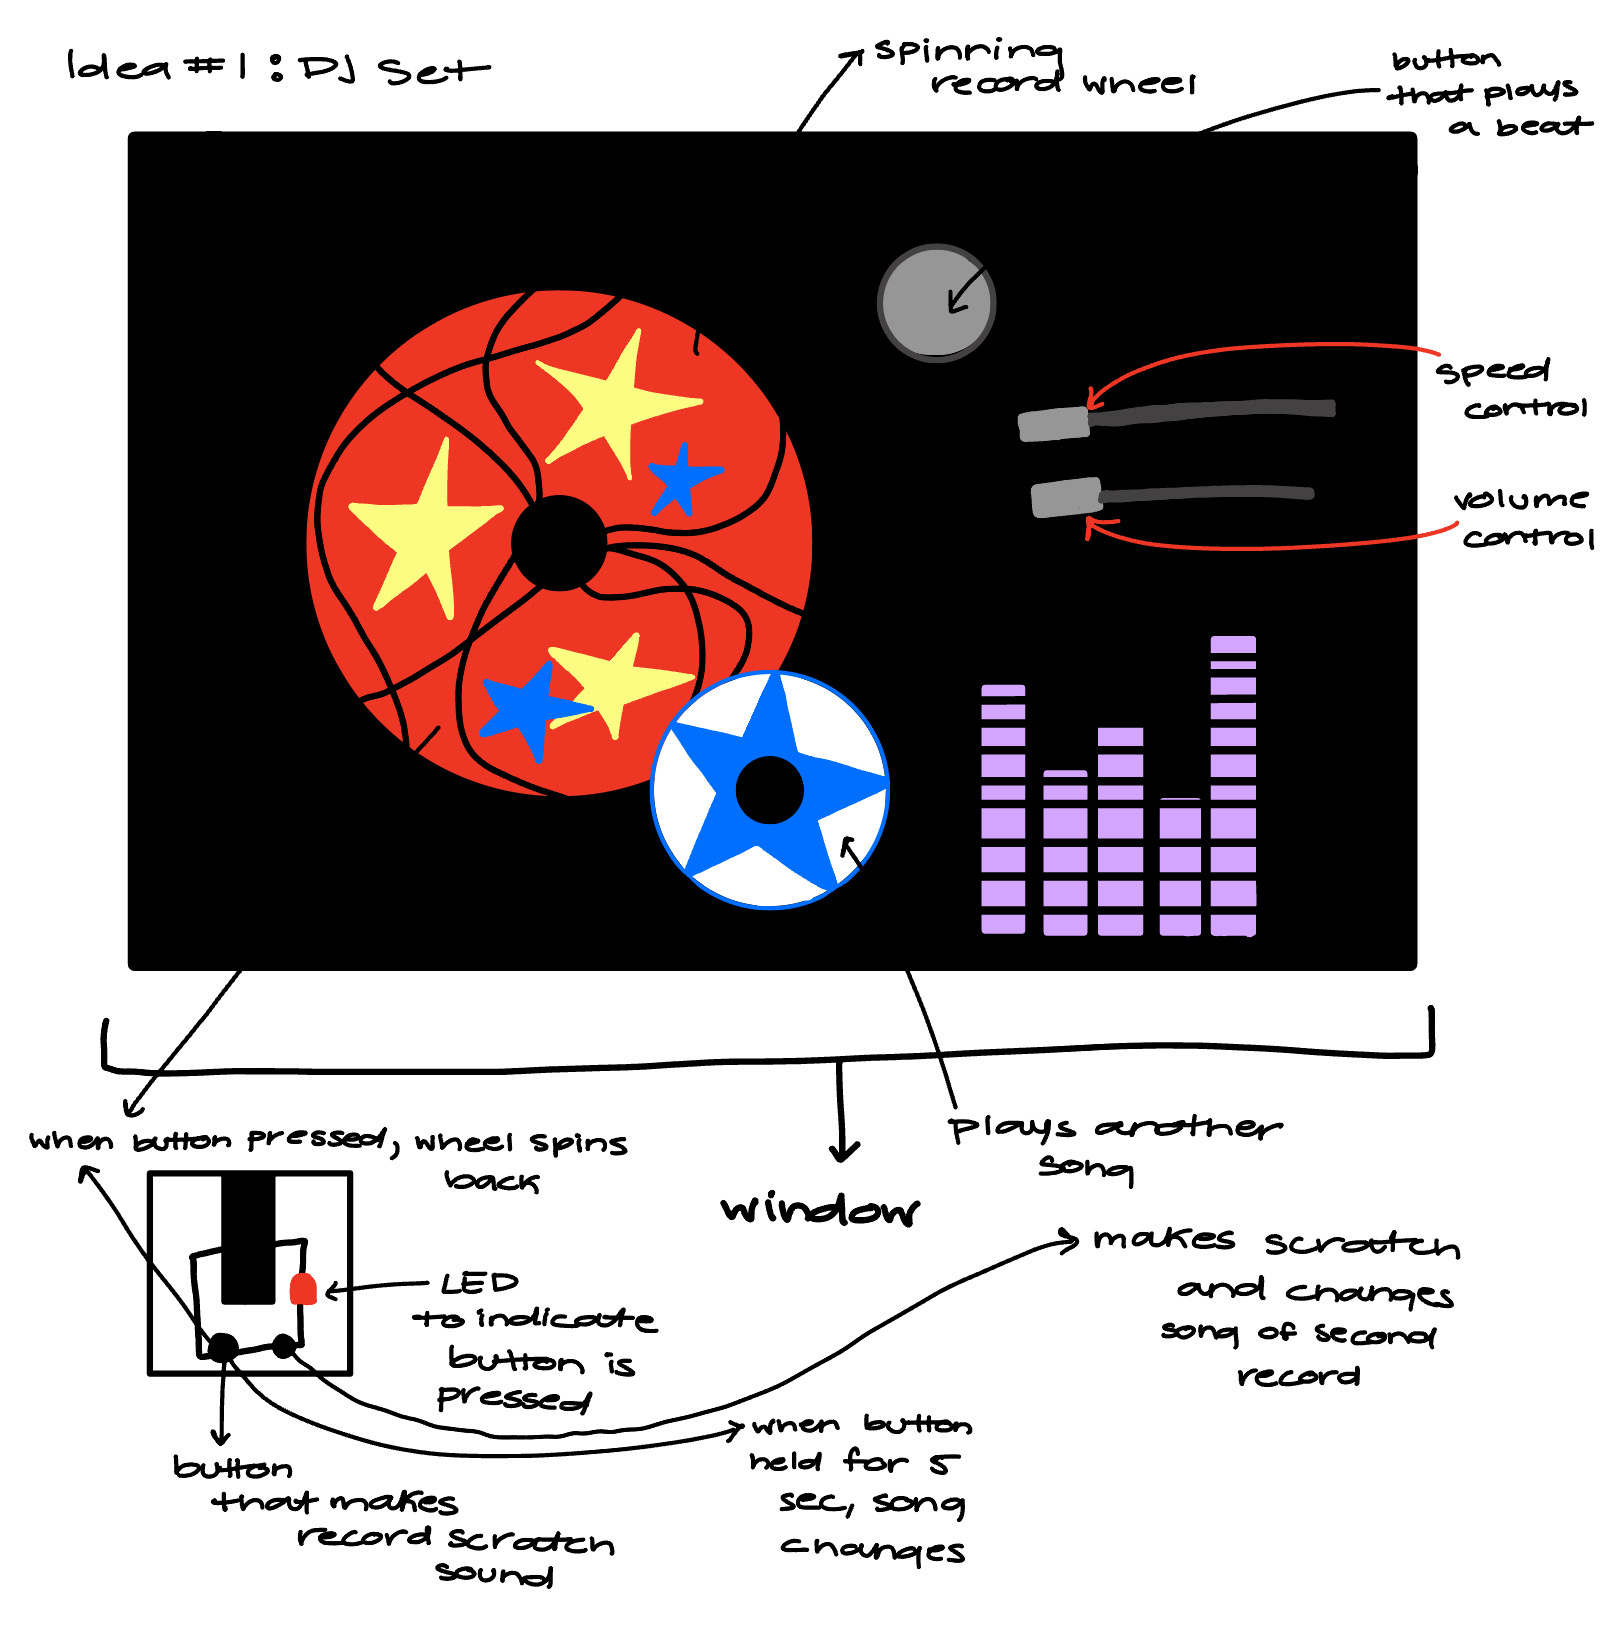 Idea #1: DJ Set
spinning
record wheel
button
that plays
a beat
speed
control
volume
control
when button pressed, wheel spins
back
plays another
song
window
LED
to indicate
button is
pressed
makes scratch
and changes
song of second
record
when button
held for 5
sec, song
changes
button
that makes
record scratch
sound